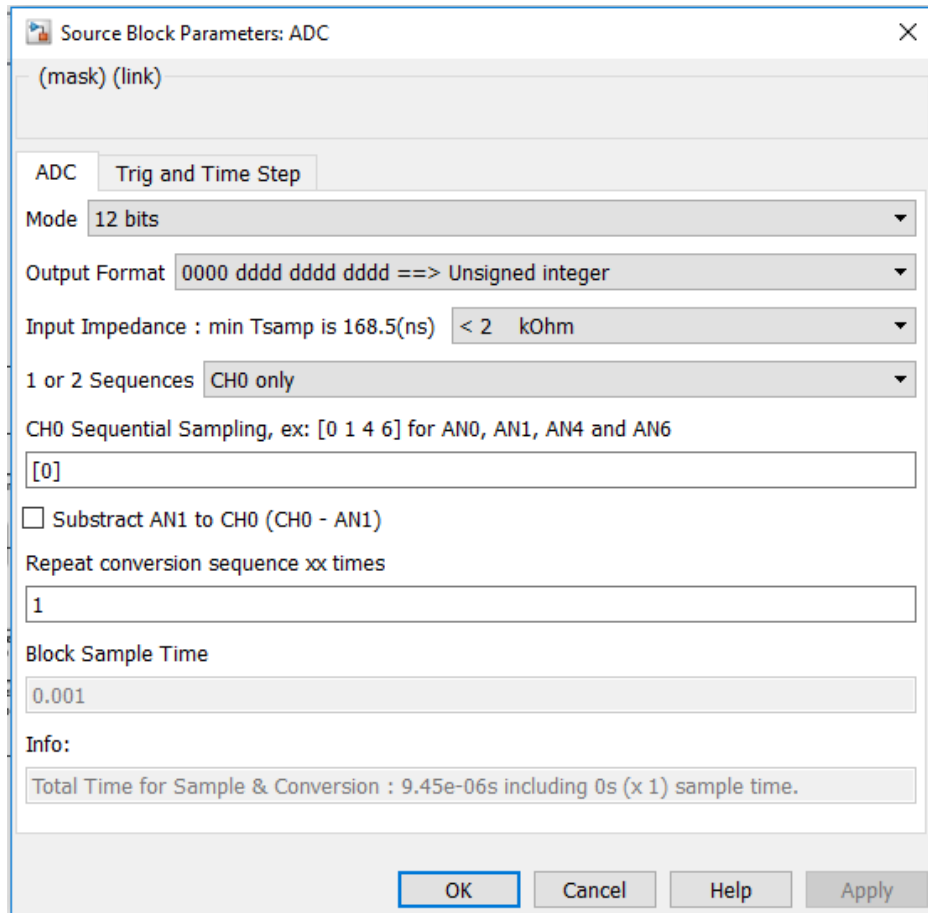 Source Block Parameters: ADC
(mask) (link)
ADC Trig and Time Step
Mode 12 bits
Output Format 0000 dddd dddd dddd ==> Unsigned integer
Input Impedance : min Tsamp is 168.5(ns) < 2 kOhm
1 or 2 Sequences CH0 only
CH0 Sequential Sampling, ex: [0 1 4 6] for AN0, AN1, AN4 and AN6
[0]
Substract AN1 to CH0 (CH0 - AN1)
Repeat conversion sequence xx times
1
Block Sample Time
0.001
Info:
Total Time for Sample & Conversion : 9.45e-06s including 0s (x 1) sample time.
OK Cancel Help Apply